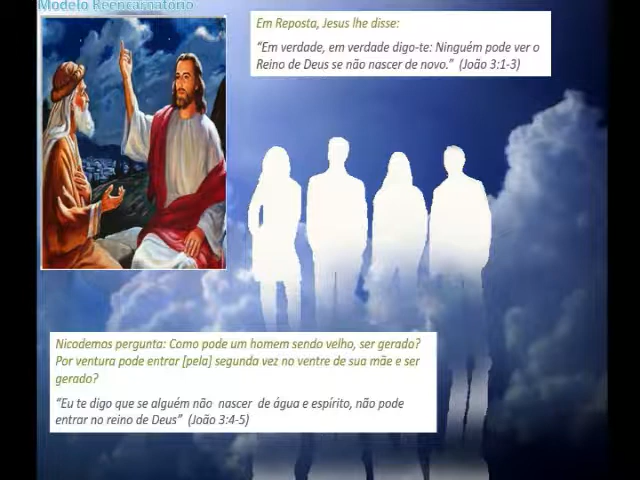 Modelo Reencarnatório
Em Resposta, Jesus lhe disse:
“Em verdade, em verdade digo-te: Ninguém pode ver o
Reino de Deus se não nascer de novo.” (João 3:1-3)
Nicodemos pergunta: Como pode um homem sendo velho, ser gerado?
Por ventura pode entrar [pela] segunda vez no ventre de sua mãe e ser
gerado?
“Eu te digo que se alguém não nascer de água e espírito, não pode
entrar no reino de Deus” (João 3:4-5)